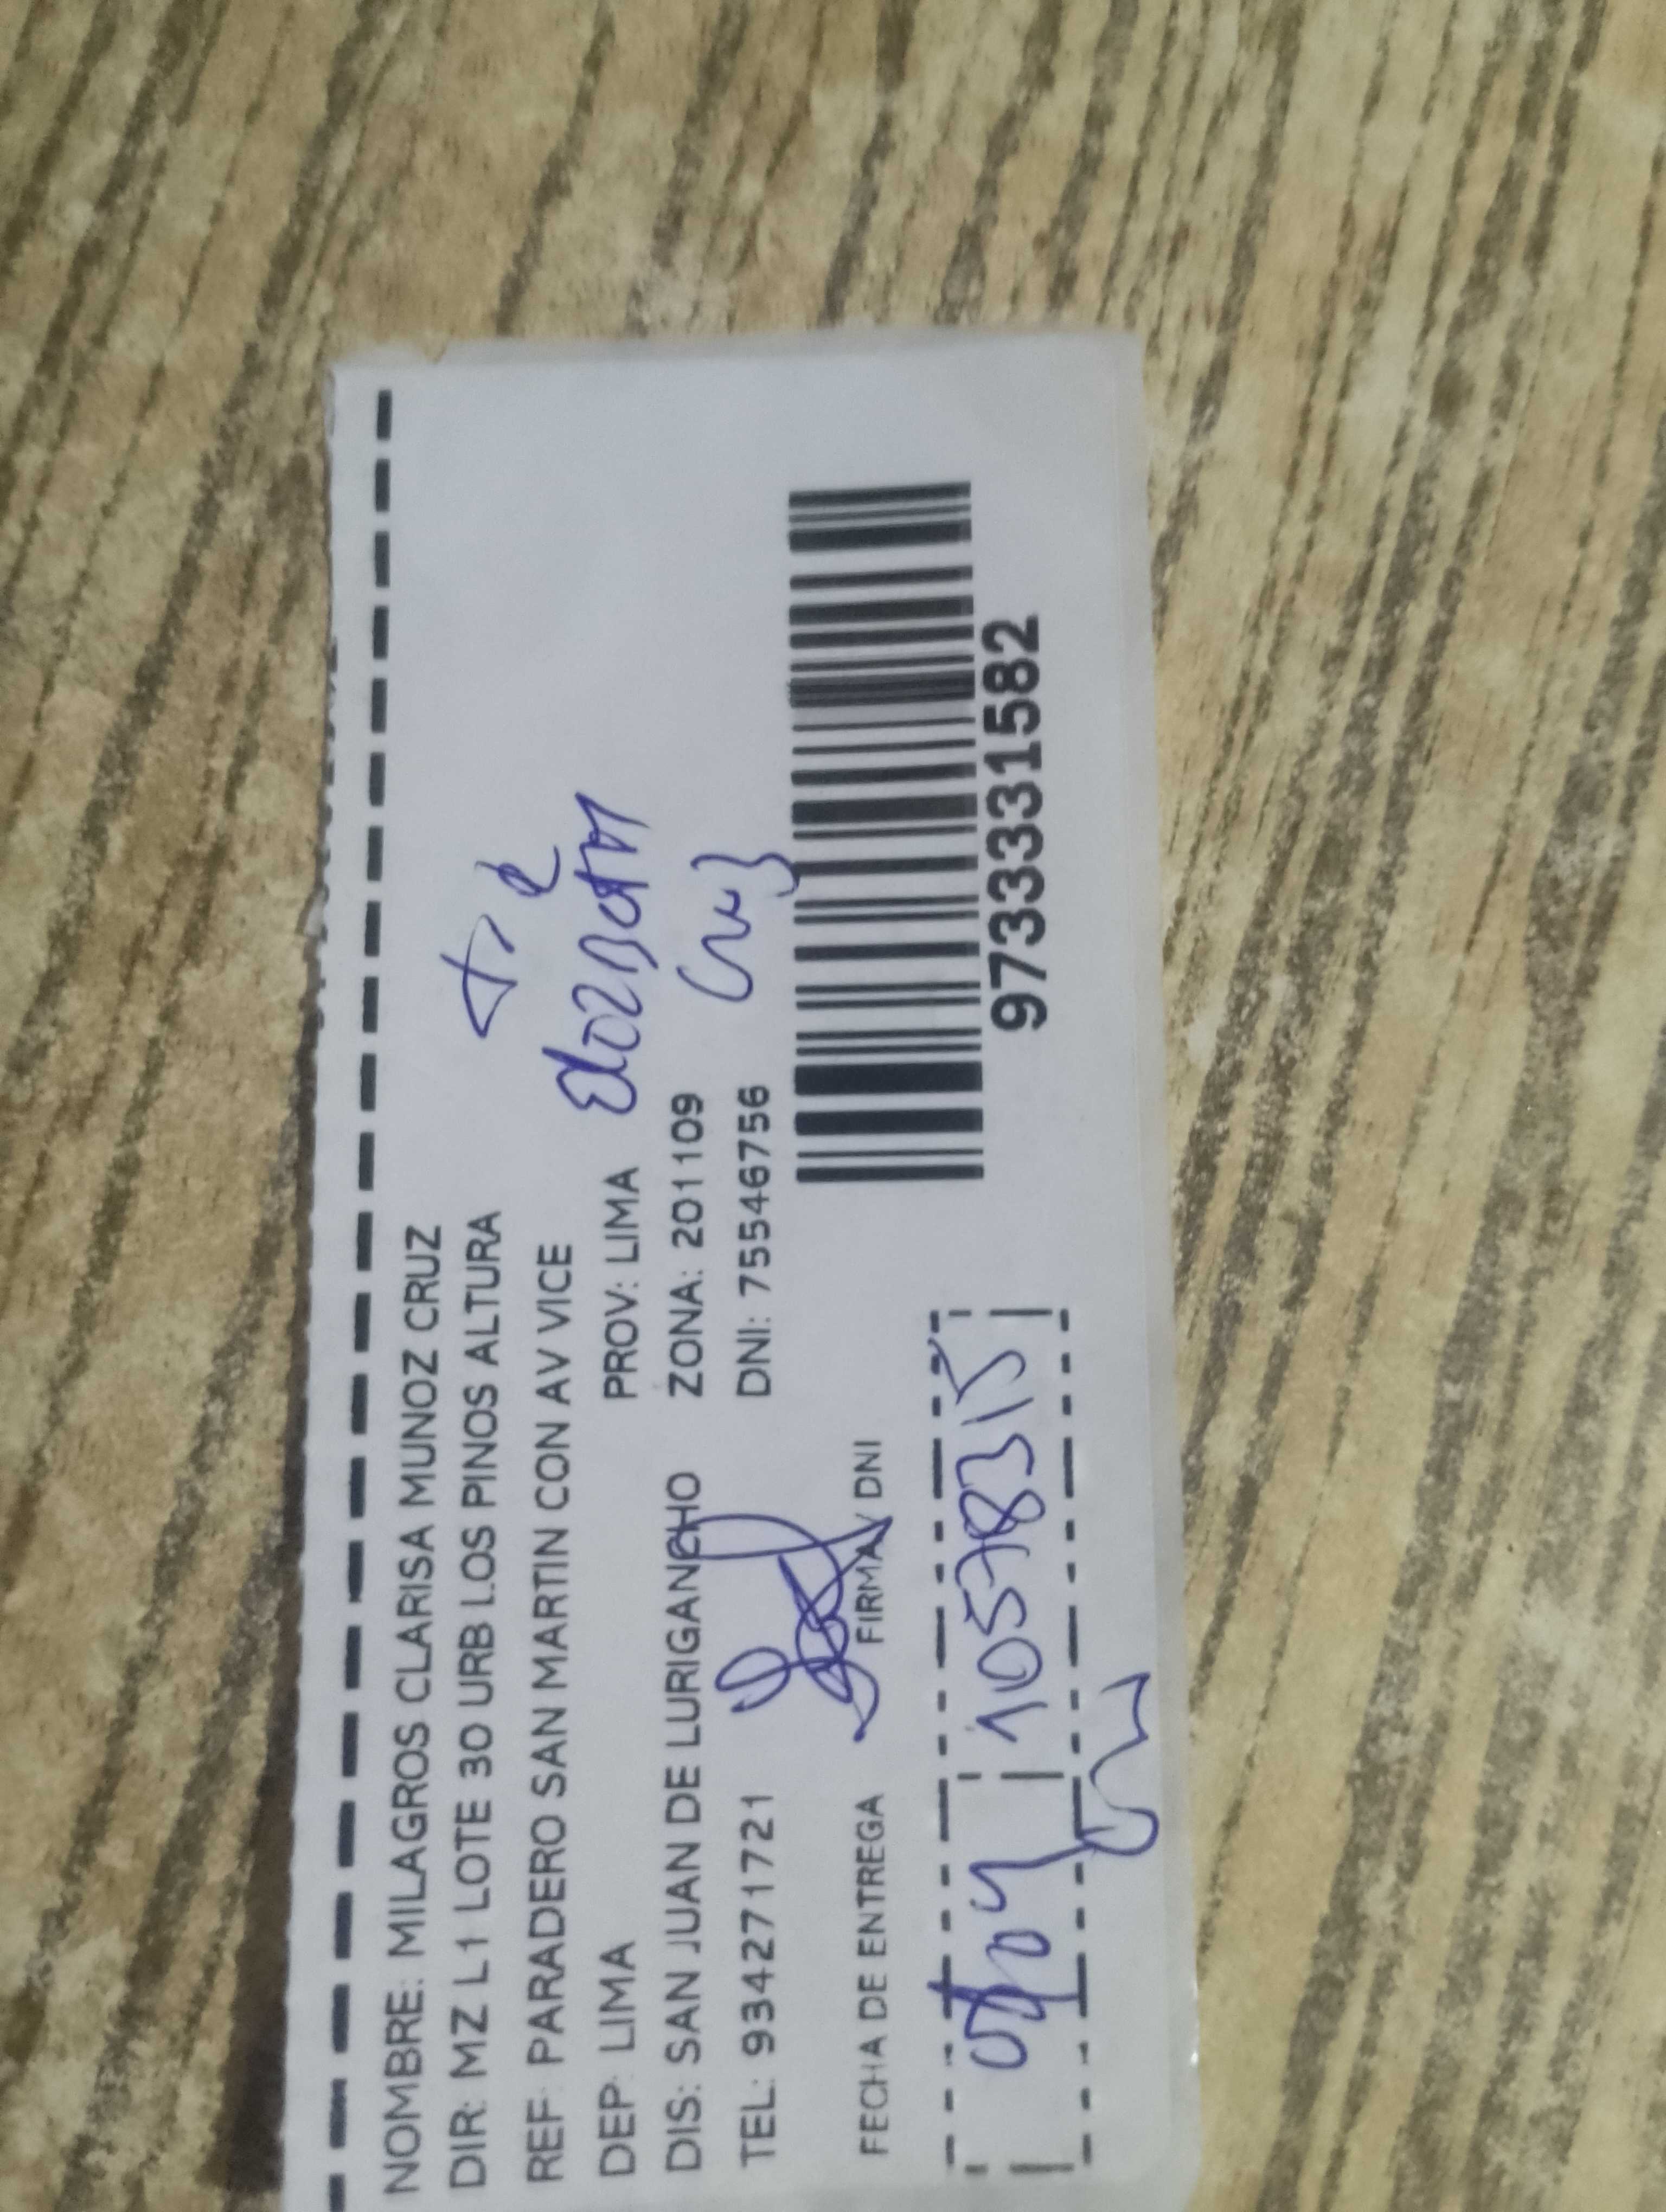 NOMBRE: MILAGROS CLARISA MUNOZ CRUZ
DIR: MZ L1 LOTE 30 URB LOS PINOS ALTURA
REF: PARADERO SAN MARTIN CON AV VICE
DEP: LIMA PROV: LIMA
DIS: SAN JUAN DE LURIGANCHO ZONA: 201109
TEL: 934271721 DNI: 75546756
FECHA DE ENTREGA FIRMA / DNI
10578315
97333331582